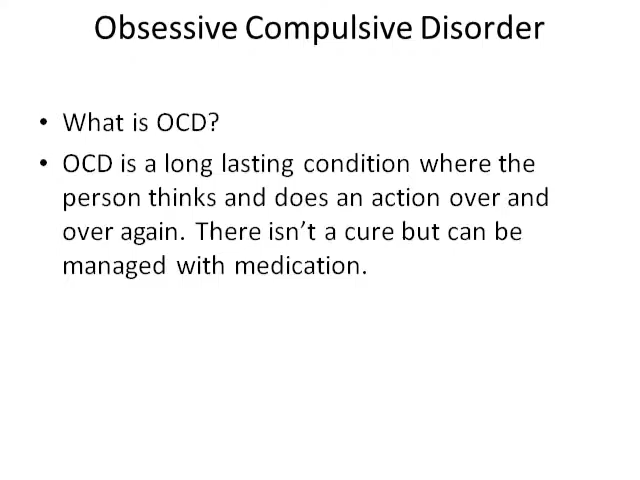 Obsessive Compulsive Disorder
• What is OCD?
• OCD is a long lasting condition where the
person thinks and does an action over and
over again.  There isn’t a cure but can be
managed with medication.